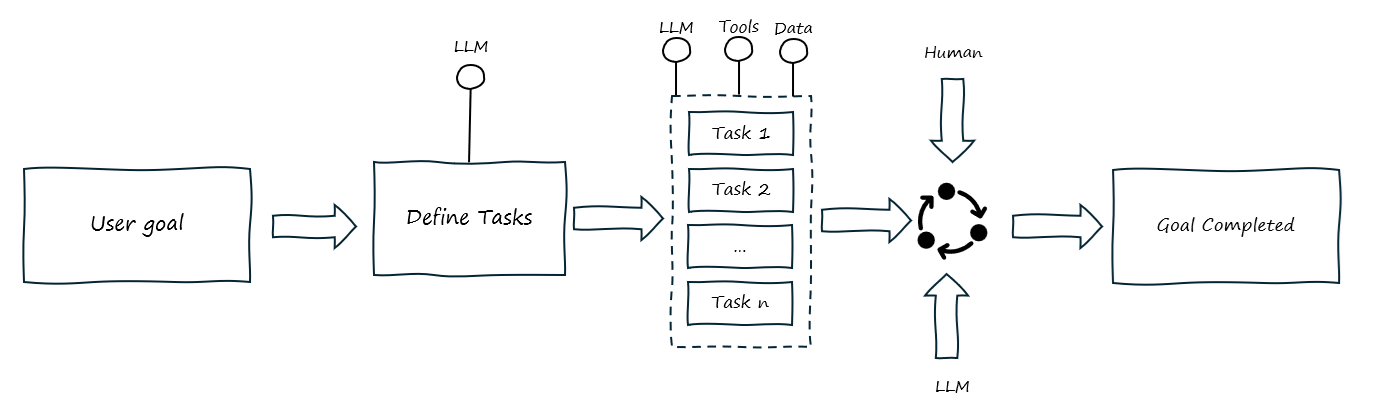 User goal
LLM
Define Tasks
LLM
Tools
Data
Task 1
Task 2
...
Task n
Human
LLM
Goal Completed